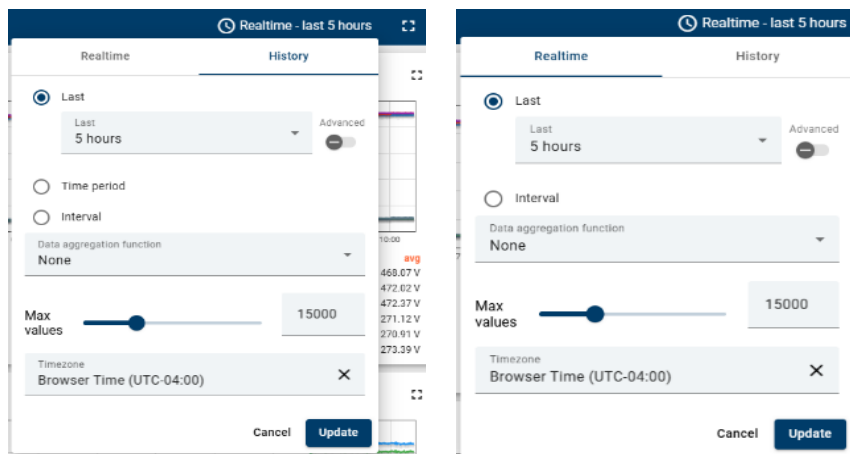 Realtime - last 5 hours
Realtime History
Last
Last
5 hours
Advanced
Time period
Interval
Data aggregation function
None
10:00
avg
468.07 V
472.02 V
472.37 V
271.12 V
270.91 V
273.39 V
Max
values
15000
Timezone
Browser Time (UTC-04:00)
Cancel Update
Realtime - last 5 hours
Realtime History
Last
Last
5 hours
Advanced
Interval
Data aggregation function
None
Max
values
15000
Timezone
Browser Time (UTC-04:00)
Cancel Update